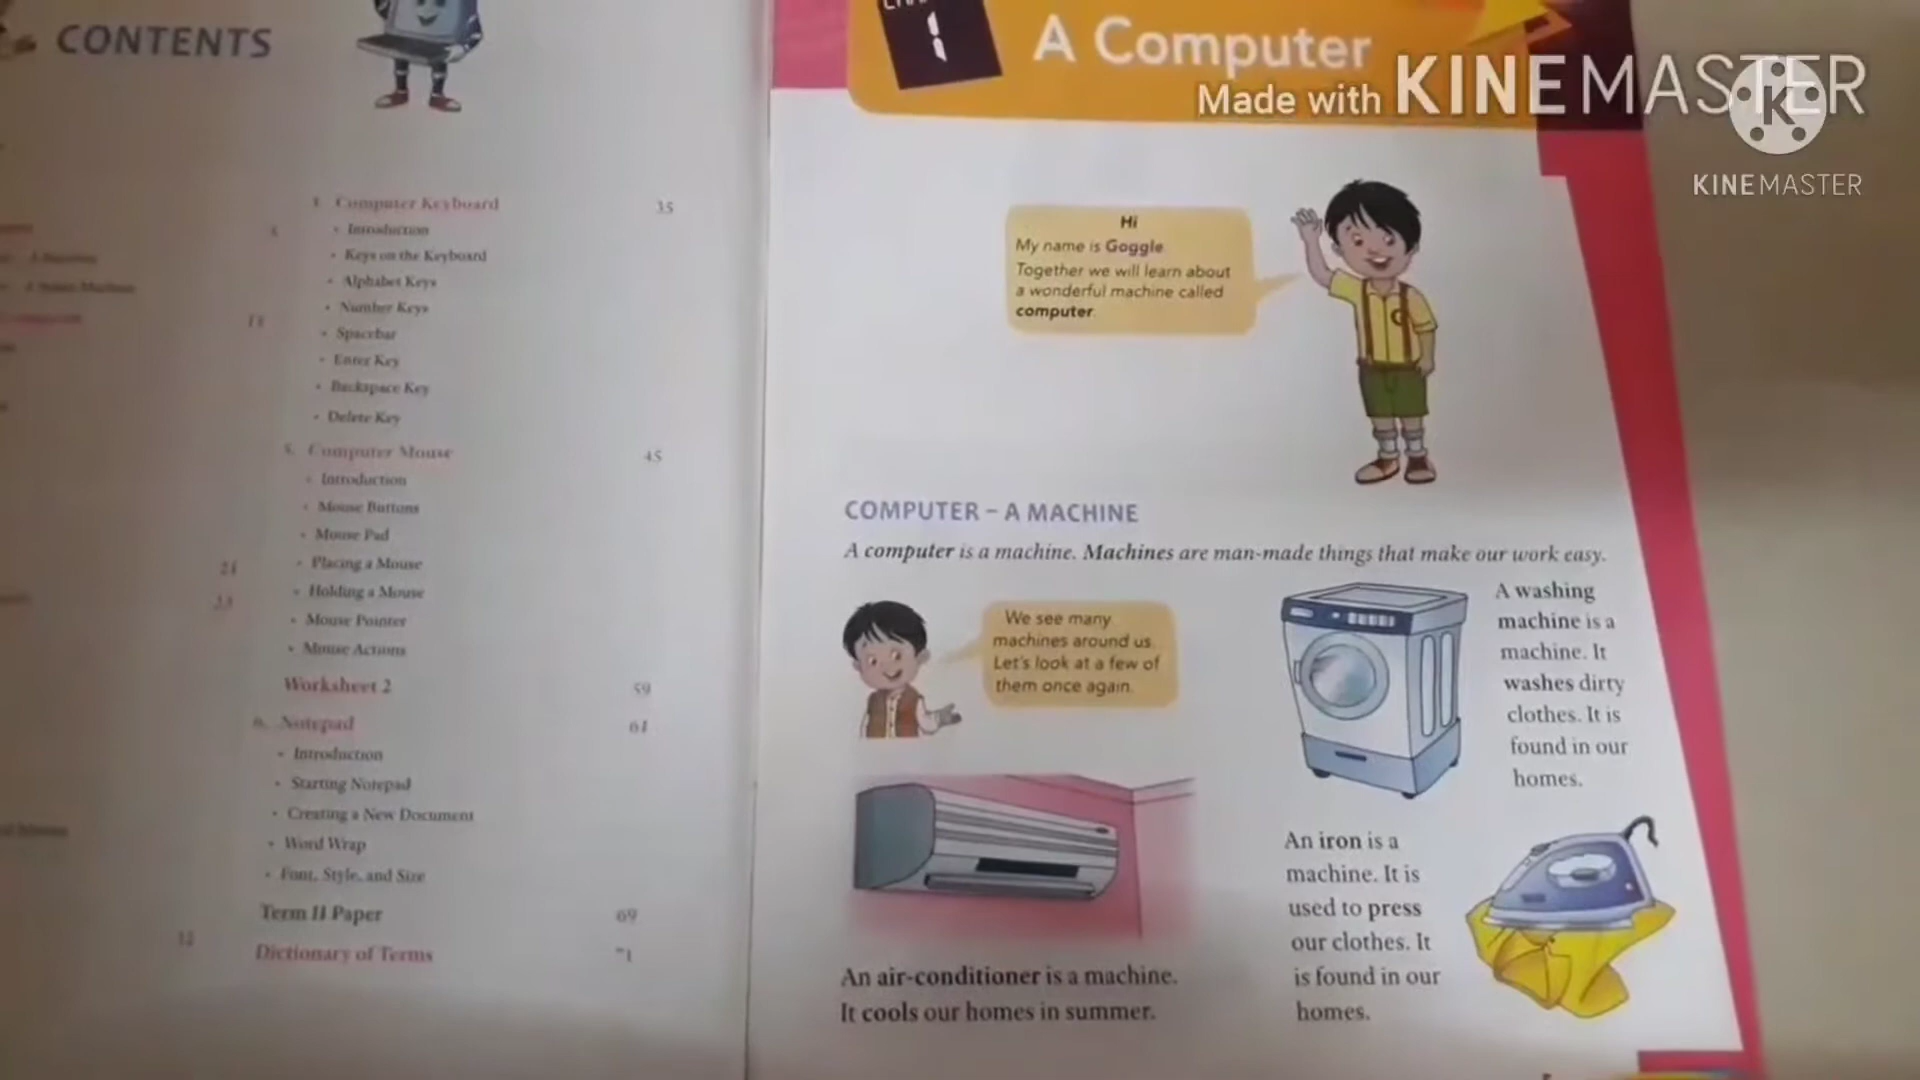 CONTENTS
Computer Keyboard 35
• Introduction
• Keys on the Keyboard
• Alphabet Keys
• Number Keys
• Spacebar
• Enter Key
• Backspace Key
• Delete Key
5. Computer Mouse 45
• Introduction
• Mouse Buttons
• Mouse Pad
• Placing a Mouse
• Holding a Mouse
• Mouse Pointer
• Mouse Actions
Worksheet 2 59
6. Notepad 61
• Introduction
• Starting Notepad
• Creating a New Document
• Word Wrap
• Font, Style, and Size
Term II Paper 69
Dictionary of Terms 71
1
A Computer
Made with KINEMASTER
K
KINEMASTER
Hi
My name is Goggle
Together we will learn about
a wonderful machine called
computer.
G
COMPUTER – A MACHINE
A computer is a machine. Machines are man-made things that make our work easy.
We see many
machines around us.
Let's look at a few of
them once again.
A washing
machine is a
machine. It
washes dirty
clothes. It is
found in our
homes.
An air-conditioner is a machine.
It cools our homes in summer.
An iron is a
machine. It is
used to press
our clothes. It
is found in our
homes.